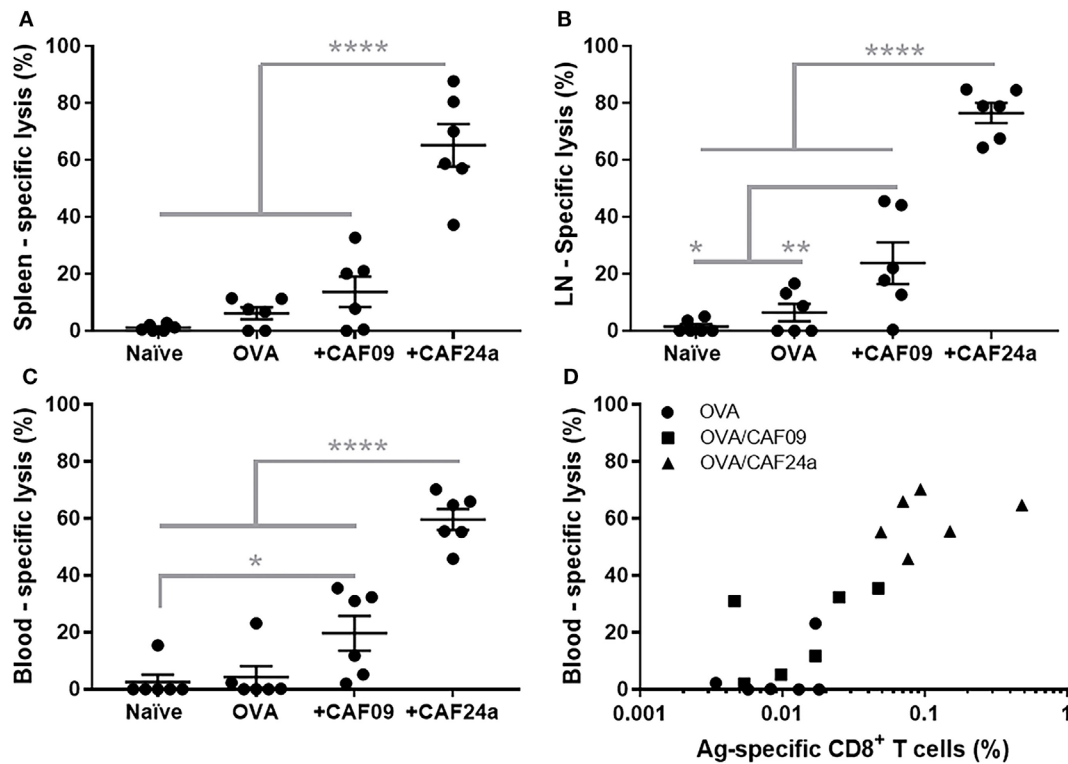 A
Spleen - specific lysis (%)
100
80
60
40
20
0
****
Naïve OVA +CAF09 +CAF24a
B
LN - Specific lysis (%)
100
80
60
40
20
0
****
* **
Naïve OVA +CAF09 +CAF24a
C
Blood - specific lysis (%)
100
80
60
40
20
0
****
*
Naïve OVA +CAF09 +CAF24a
D
Blood - specific lysis (%)
100
80
60
40
20
0
OVA
OVA/CAF09
OVA/CAF24a
0.001 0.01 0.1 1
Ag-specific CD8+ T cells (%)